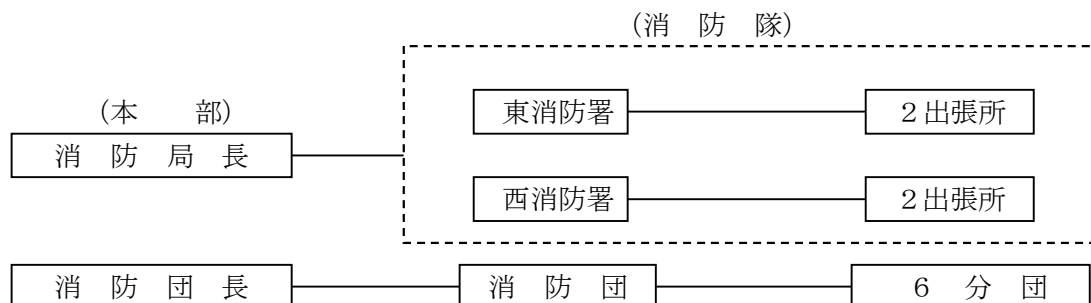 (消 防 隊)
(本 部)
東消防署 2出張所
消 防 局 長
西消防署 2出張所
消 防 団 長 消 防 団 6 分 団